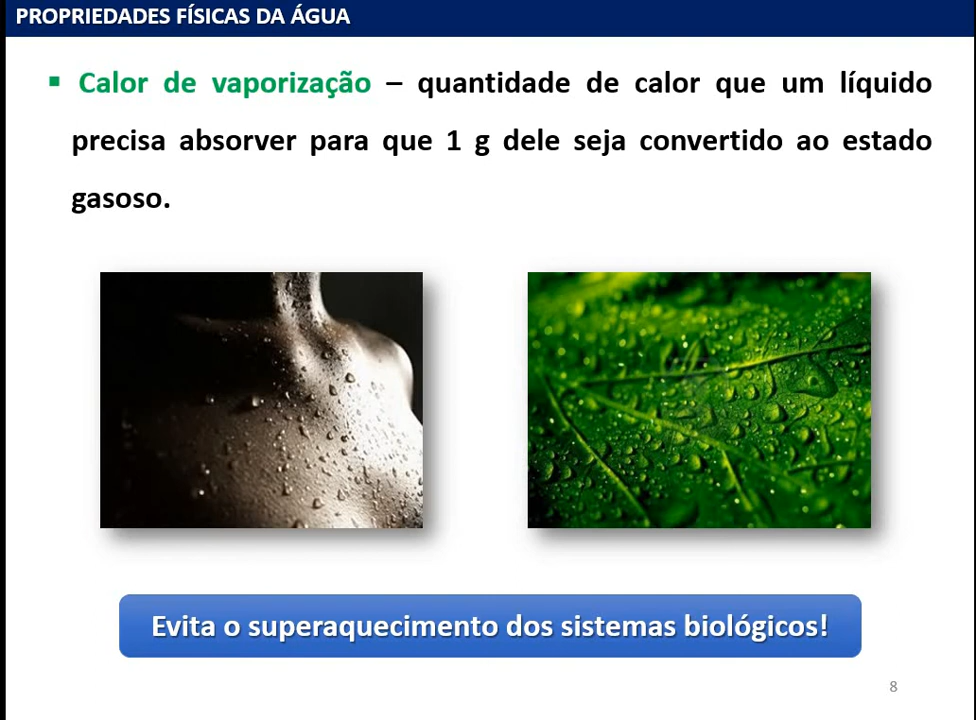 PROPRIEDADES FÍSICAS DA ÁGUA
▪ Calor de vaporização – quantidade de calor que um líquido
precisa absorver para que 1 g dele seja convertido ao estado
gasoso.
Evita o superaquecimento dos sistemas biológicos!
8